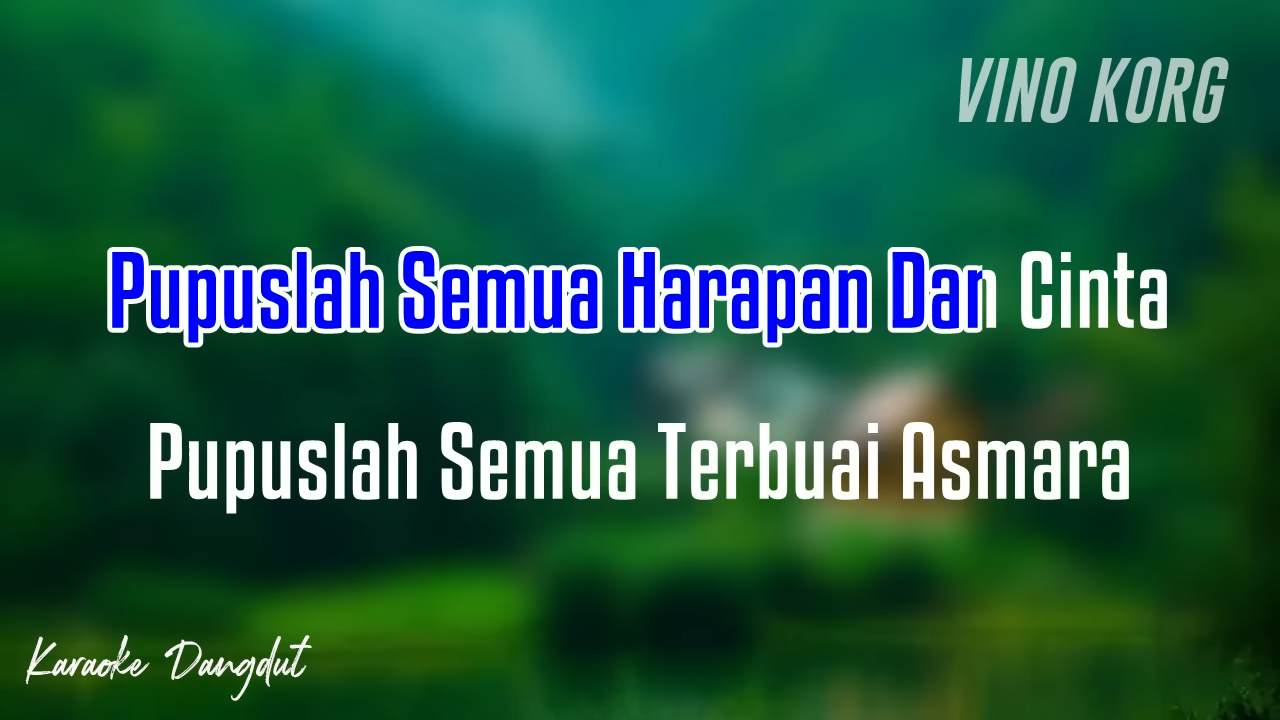 VINO KORG
Pupuslah Semua Harapan Dan Cinta
Pupuslah Semua Terbuai Asmara
Karaoke Dangdut